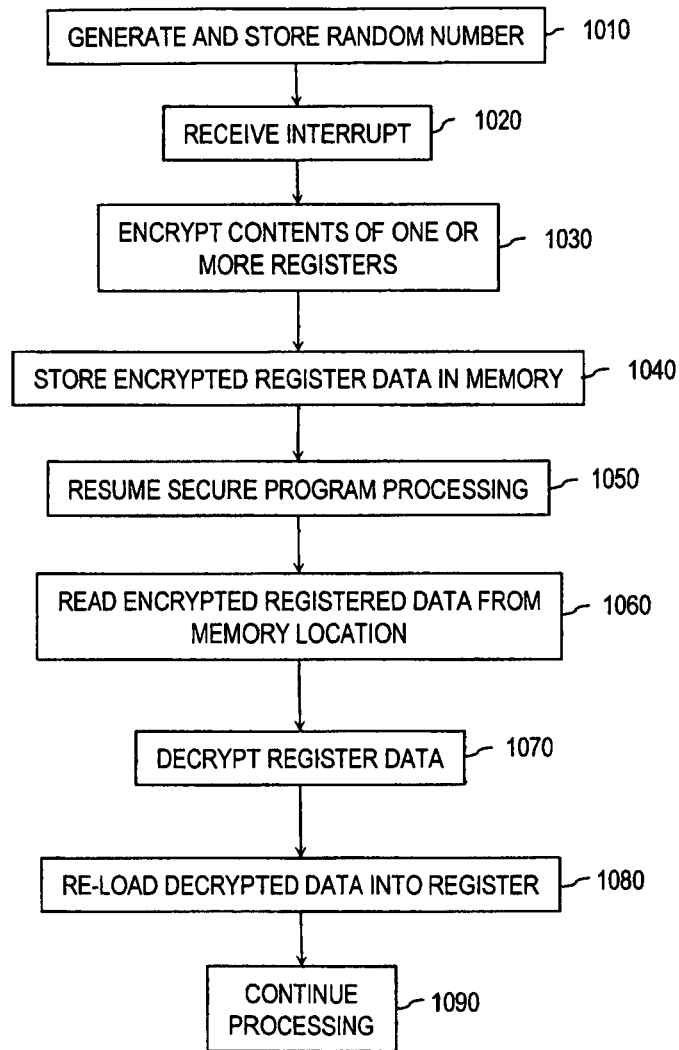 GENERATE AND STORE RANDOM NUMBER 1010
RECEIVE INTERRUPT 1020
ENCRYPT CONTENTS OF ONE OR
MORE REGISTERS 1030
STORE ENCRYPTED REGISTER DATA IN MEMORY 1040
RESUME SECURE PROGRAM PROCESSING 1050
READ ENCRYPTED REGISTERED DATA FROM
MEMORY LOCATION 1060
DECRYPT REGISTER DATA 1070
RE-LOAD DECRYPTED DATA INTO REGISTER 1080
CONTINUE
PROCESSING 1090